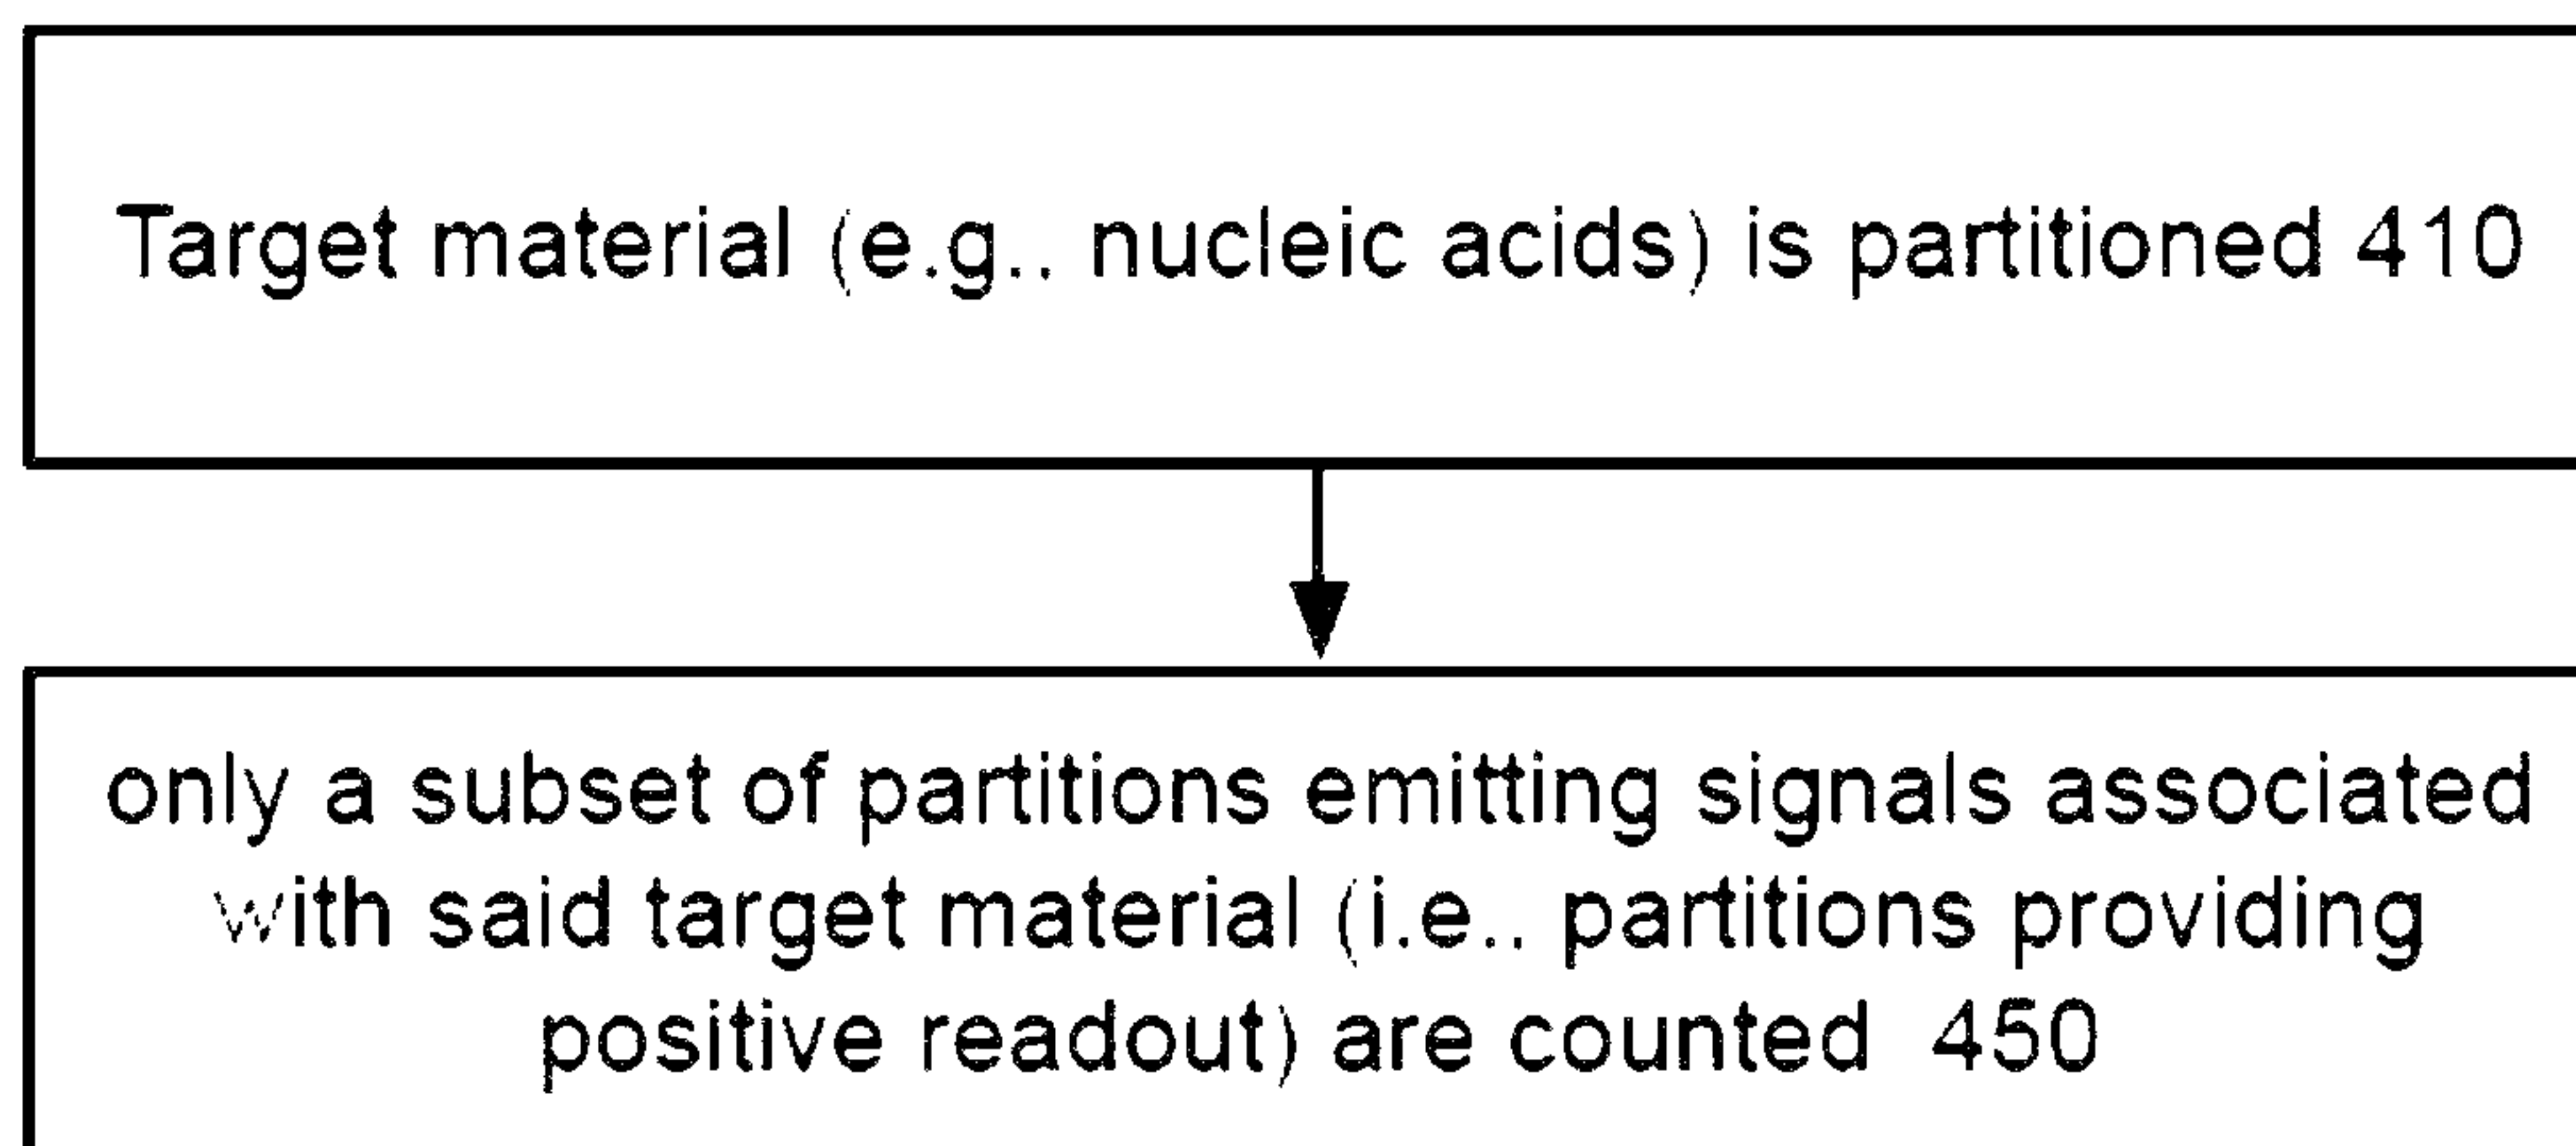 Target material (e.g., nucleic acids) is partitioned 410
only a subset of partitions emitting signals associated
with said target material (i.e., partitions providing
positive readout) are counted 450